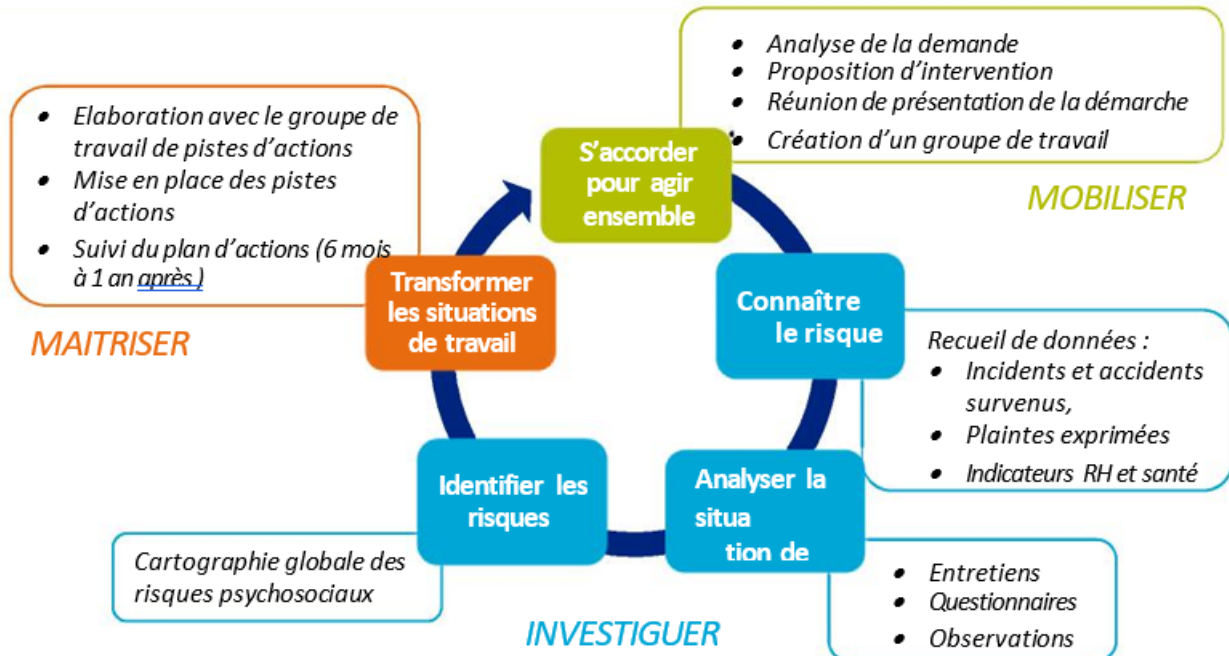 • Analyse de la demande
• Proposition d’intervention
• Réunion de présentation de la démarche
• Création d’un groupe de travail
MOBILISER
S’accorder
pour agir
ensemble
Connaître
le risque
Recueil de données :
• Incidents et accidents
survenus,
• Plaintes exprimées
• Indicateurs RH et santé
Analyser la
situa
tion de
• Entretiens
• Questionnaires
• Observations
INVESTIGUER
Identifier les
risques
Cartographie globale des
risques psychosociaux
Transformer
les situations
de travail
• Elaboration avec le groupe de
travail de pistes d’actions
• Mise en place des pistes
d’actions
• Suivi du plan d’actions (6 mois
à 1 an après.)
MAITRISER